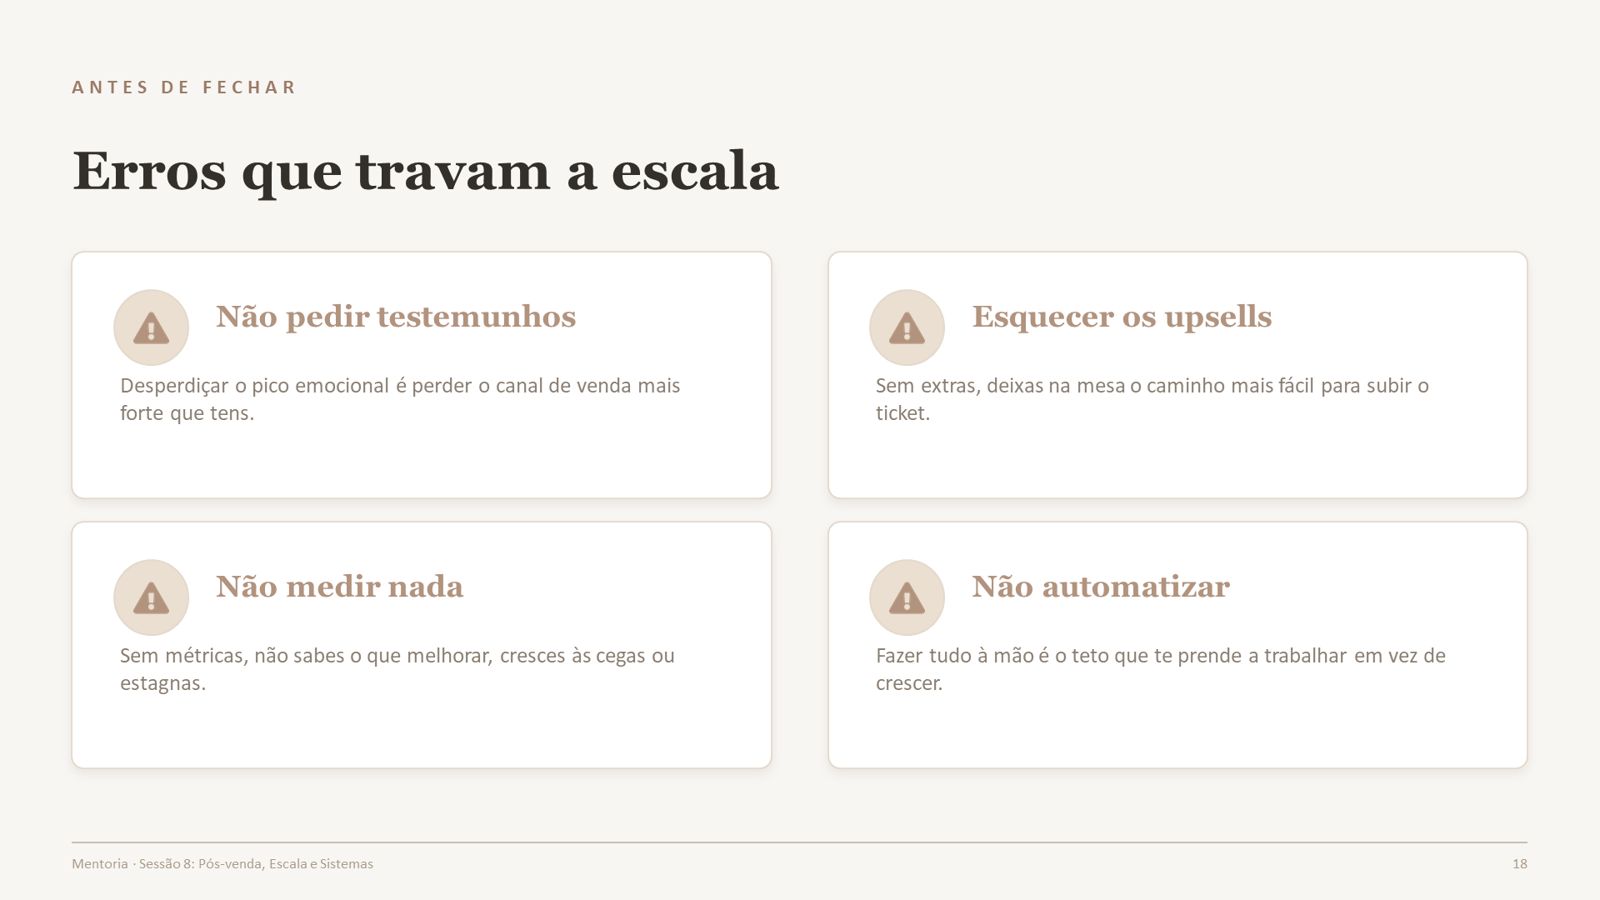 ANTES DE FECHAR
Erros que travam a escala
Não pedir testemunhos
Desperdiçar o pico emocional é perder o canal de venda mais
forte que tens.
Esquecer os upsells
Sem extras, deixas na mesa o caminho mais fácil para subir o
ticket.
Não medir nada
Sem métricas, não sabes o que melhorar, cresces às cegas ou
estagnas.
Não automatizar
Fazer tudo à mão é o teto que te prende a trabalhar em vez de
crescer.
Mentoria · Sessão 8: Pós-venda, Escala e Sistemas
18